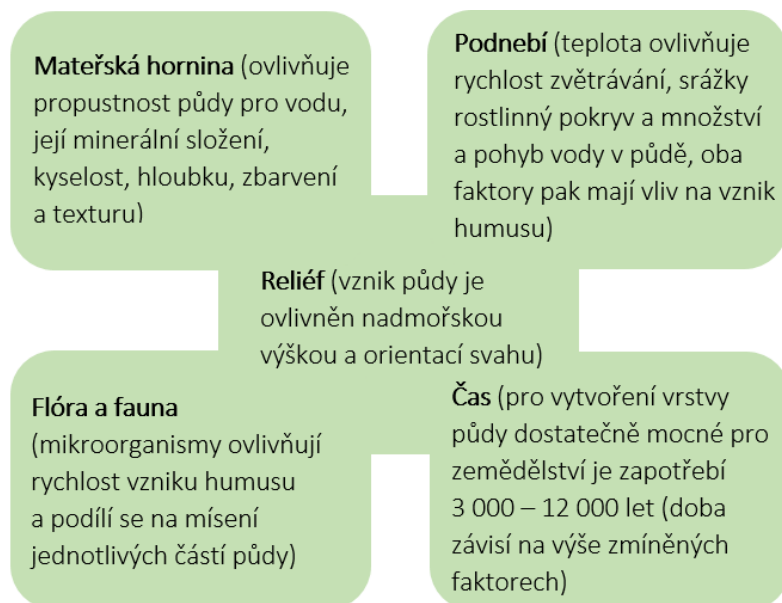 Mateřská hornina (ovlivňuje
propustnost půdy pro vodu,
její minerální složení,
kyselost, hloubku, zbarvení
a texturu)
Podnebí (teplota ovlivňuje
rychlost zvětrávání, srážky
rostlinný pokryv a množství
a pohyb vody v půdě, oba
faktory pak mají vliv na vznik
humusu)
Reliéf (vznik půdy je
ovlivněn nadmořskou
výškou a orientací svahu)
Flóra a fauna
(mikroorganismy ovlivňují
rychlost vzniku humusu
a podílí se na mísení
jednotlivých částí půdy)
Čas (pro vytvoření vrstvy
půdy dostatečně mocné pro
zemědělství je zapotřebí
3 000 – 12 000 let (doba
závisí na výše zmíněných
faktorech)